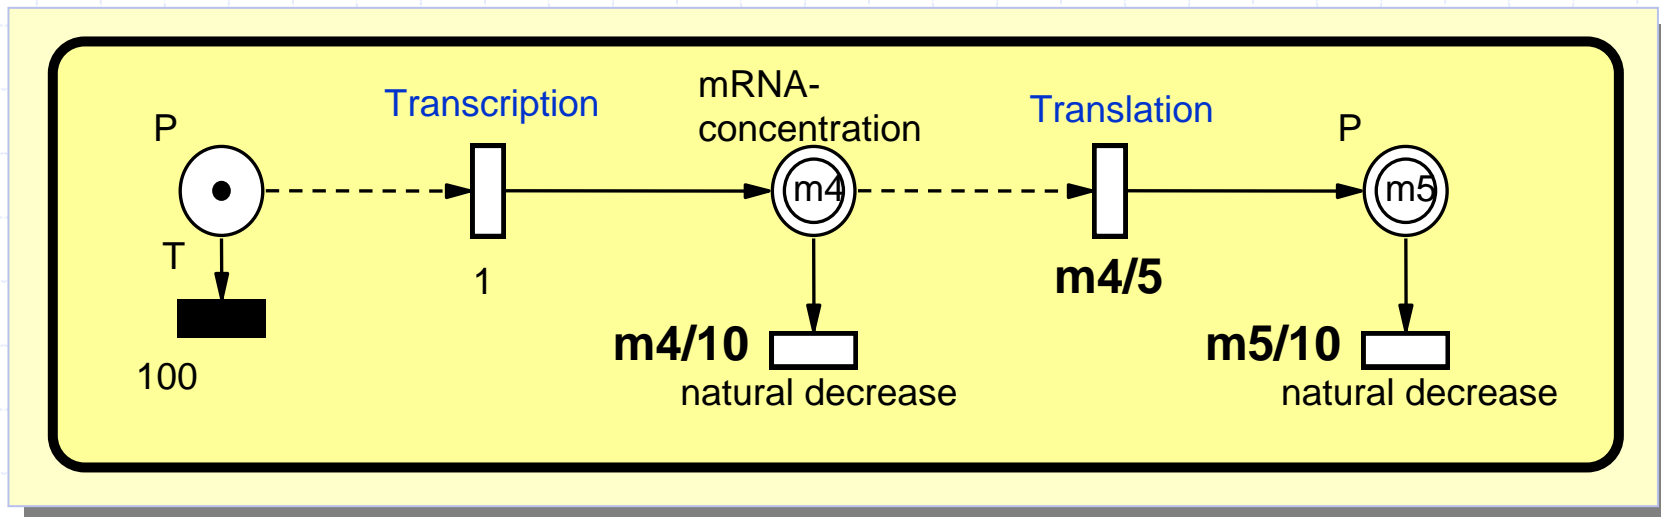 Transcription
mRNA-
concentration
Translation
P
P
m4
m5
T
1
m4/5
100
m4/10
natural decrease
m5/10
natural decrease